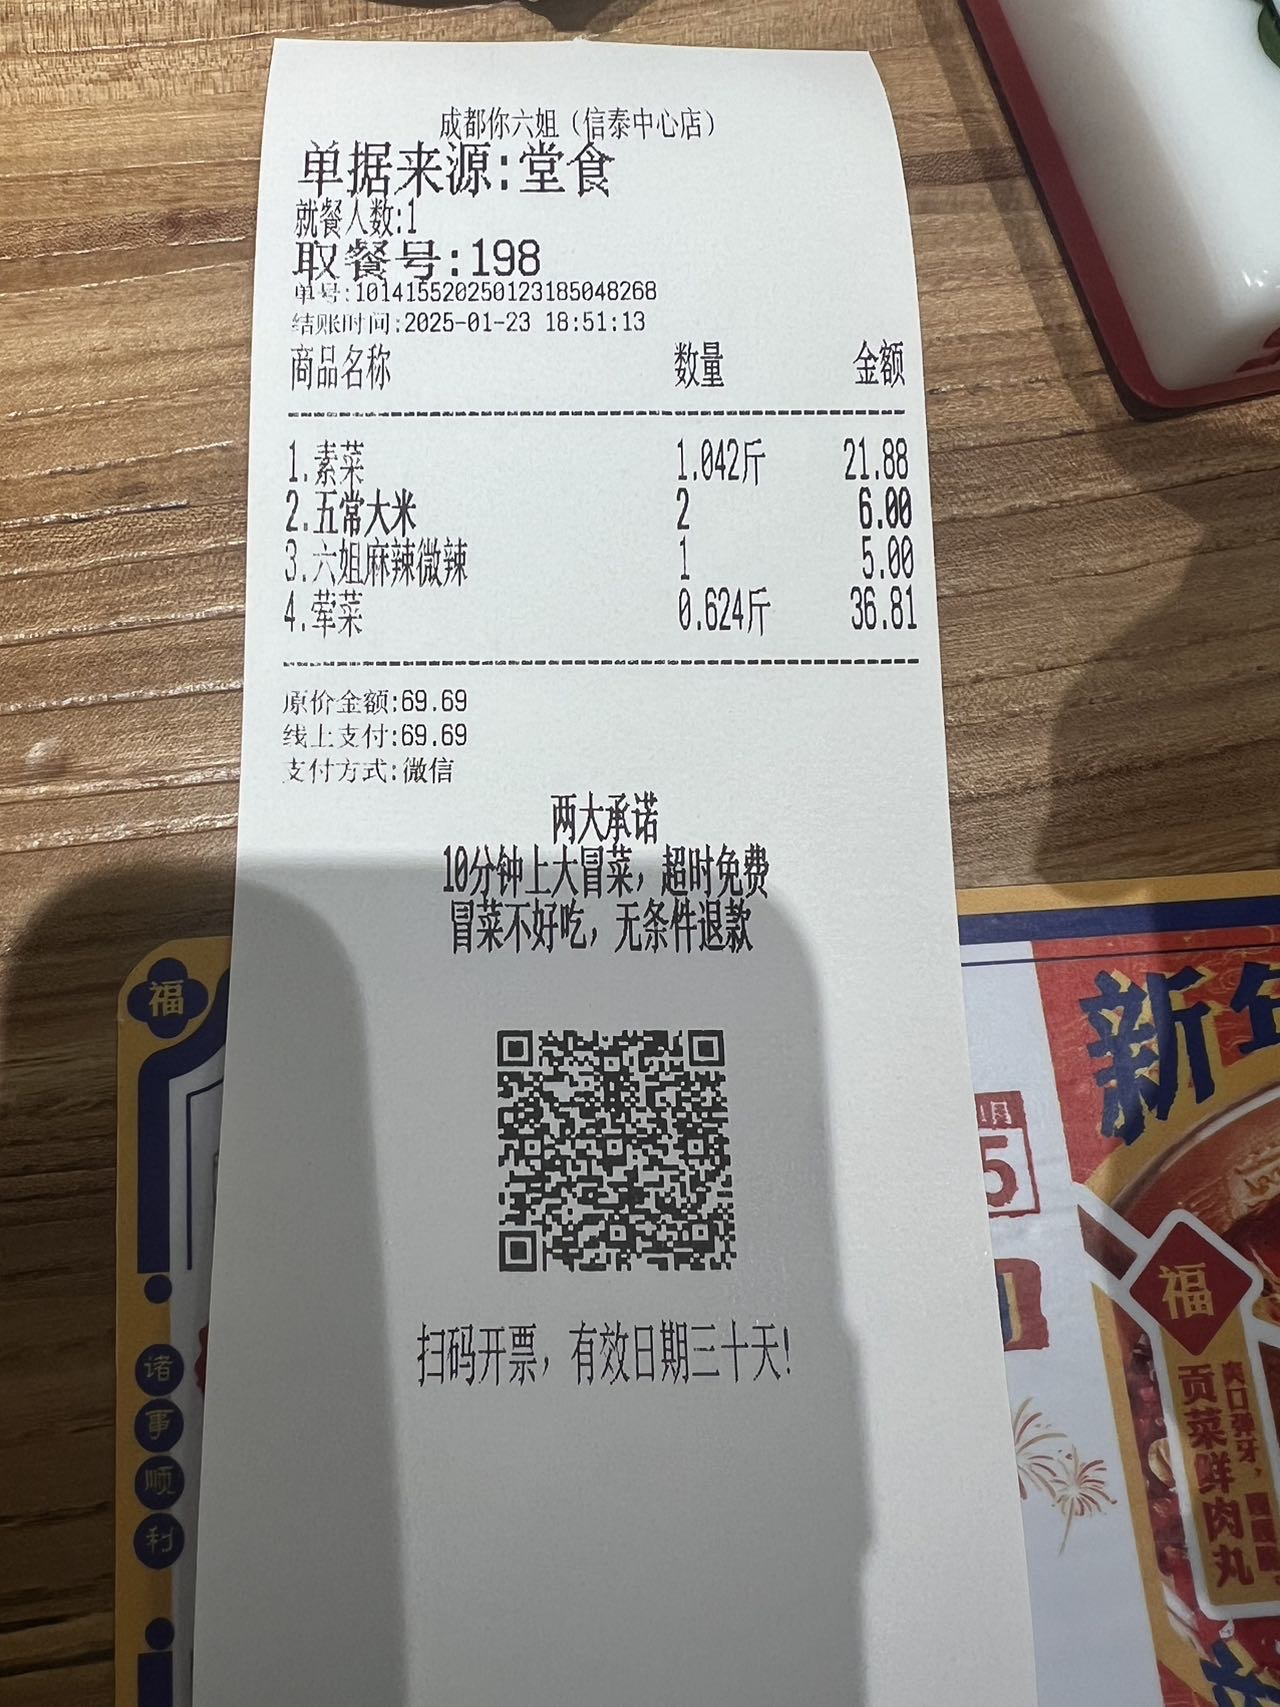 成都你六姐（信泰中心店）
单据来源:堂食
就餐人数:1
取餐号:198
单号:101415520250123185048268
结账时间:2025-01-23 18:51:13
商品名称 数量 金额
1.素菜 1.042斤 21.88
2.五常大米 2 6.00
3.六姐麻辣微辣 1 5.00
4.荤菜 0.624斤 36.81
原价金额:69.69
线上支付:69.69
支付方式:微信
两大承诺
10分钟上大冒菜，超时免费
冒菜不好吃，无条件退款
扫码开票，有效日期三十天!
福
诸事顺利
新年
5
福
贡菜鲜肉丸
爽口弹牙，